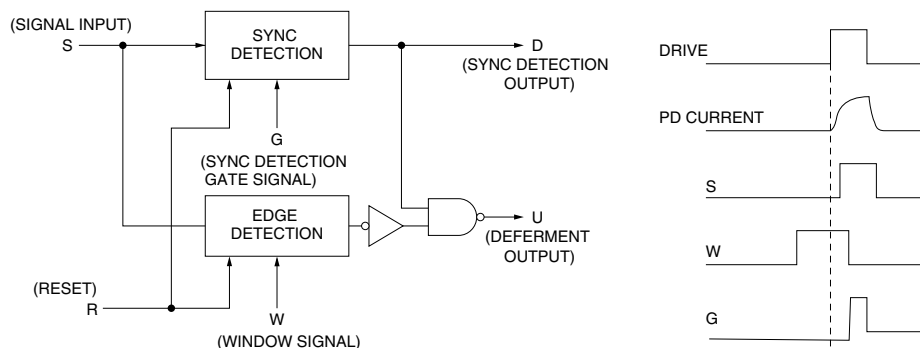 (SIGNAL INPUT)
S
SYNC
DETECTION
D
(SYNC DETECTION
OUTPUT)
G
(SYNC DETECTION
GATE SIGNAL)
EDGE
DETECTION
U
(DEFERMENT
OUTPUT)
(RESET)
R
W
(WINDOW SIGNAL)
DRIVE
PD CURRENT
S
W
G